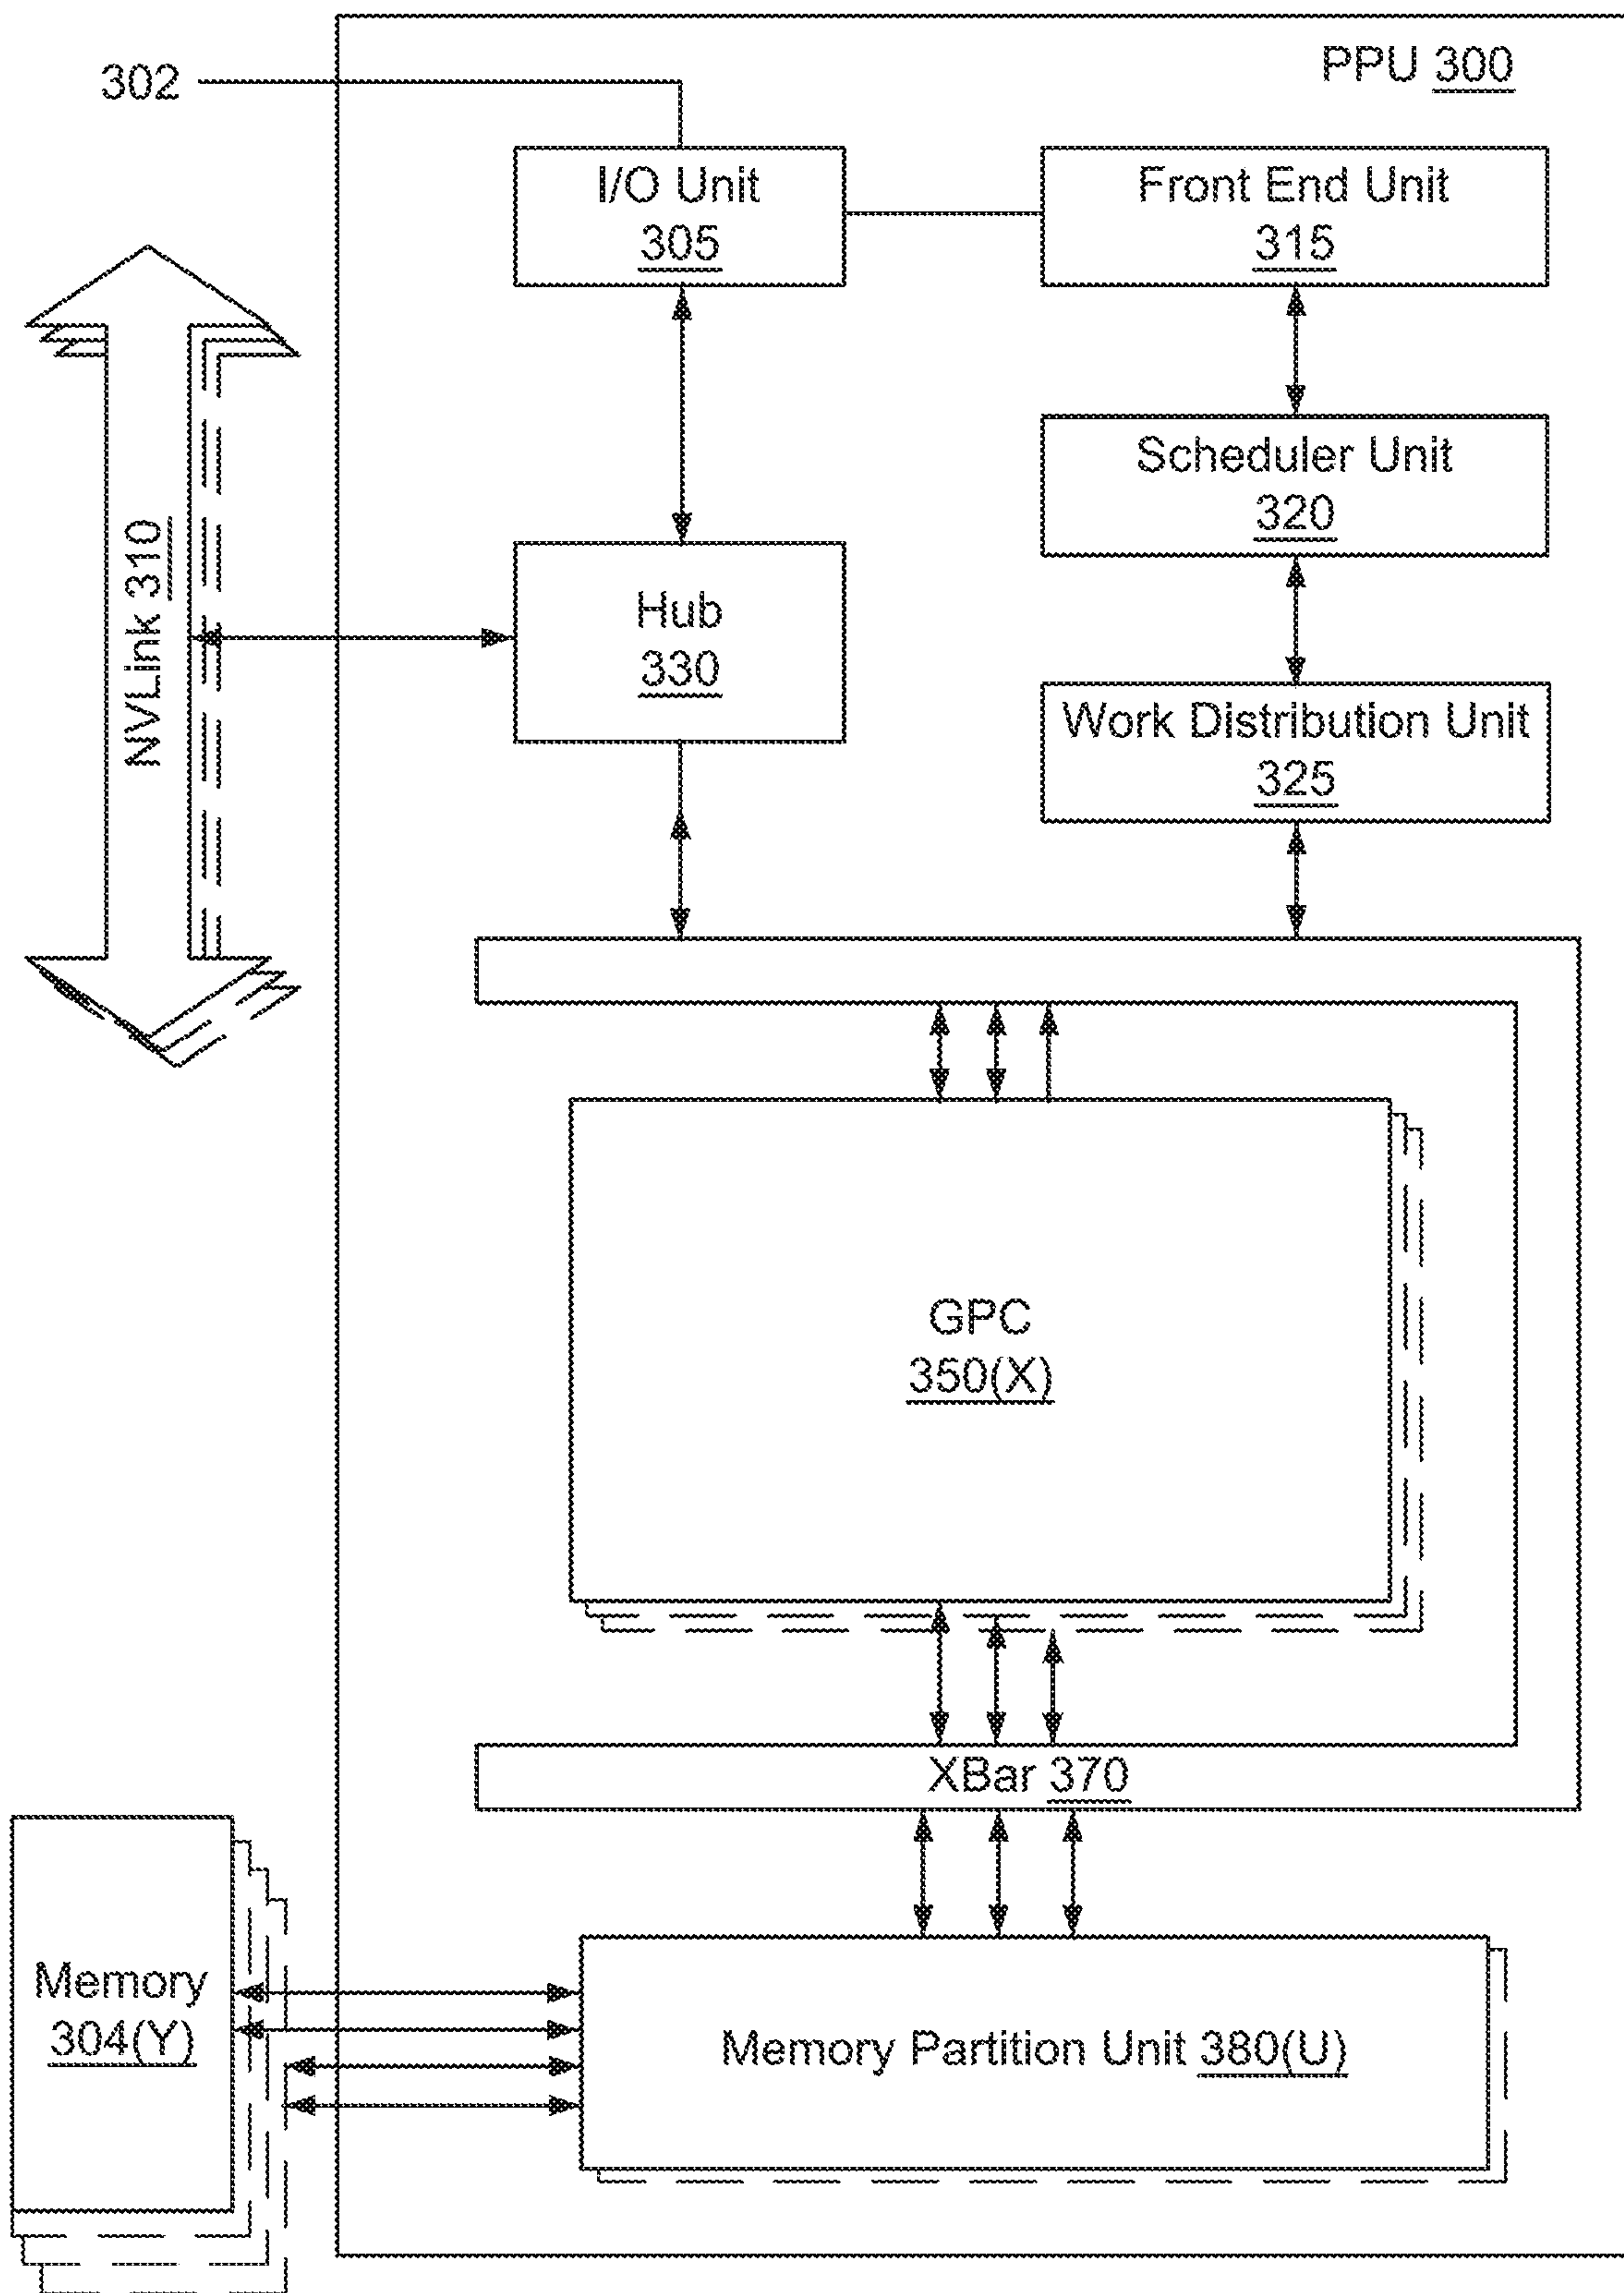 PPU 300
302
I/O Unit
305
Front End Unit
315
Scheduler Unit
320
NVLink 310
Hub
330
Work Distribution Unit
325
GPC
350(X)
XBar 370
Memory
304(Y)
Memory Partition Unit 380(U)